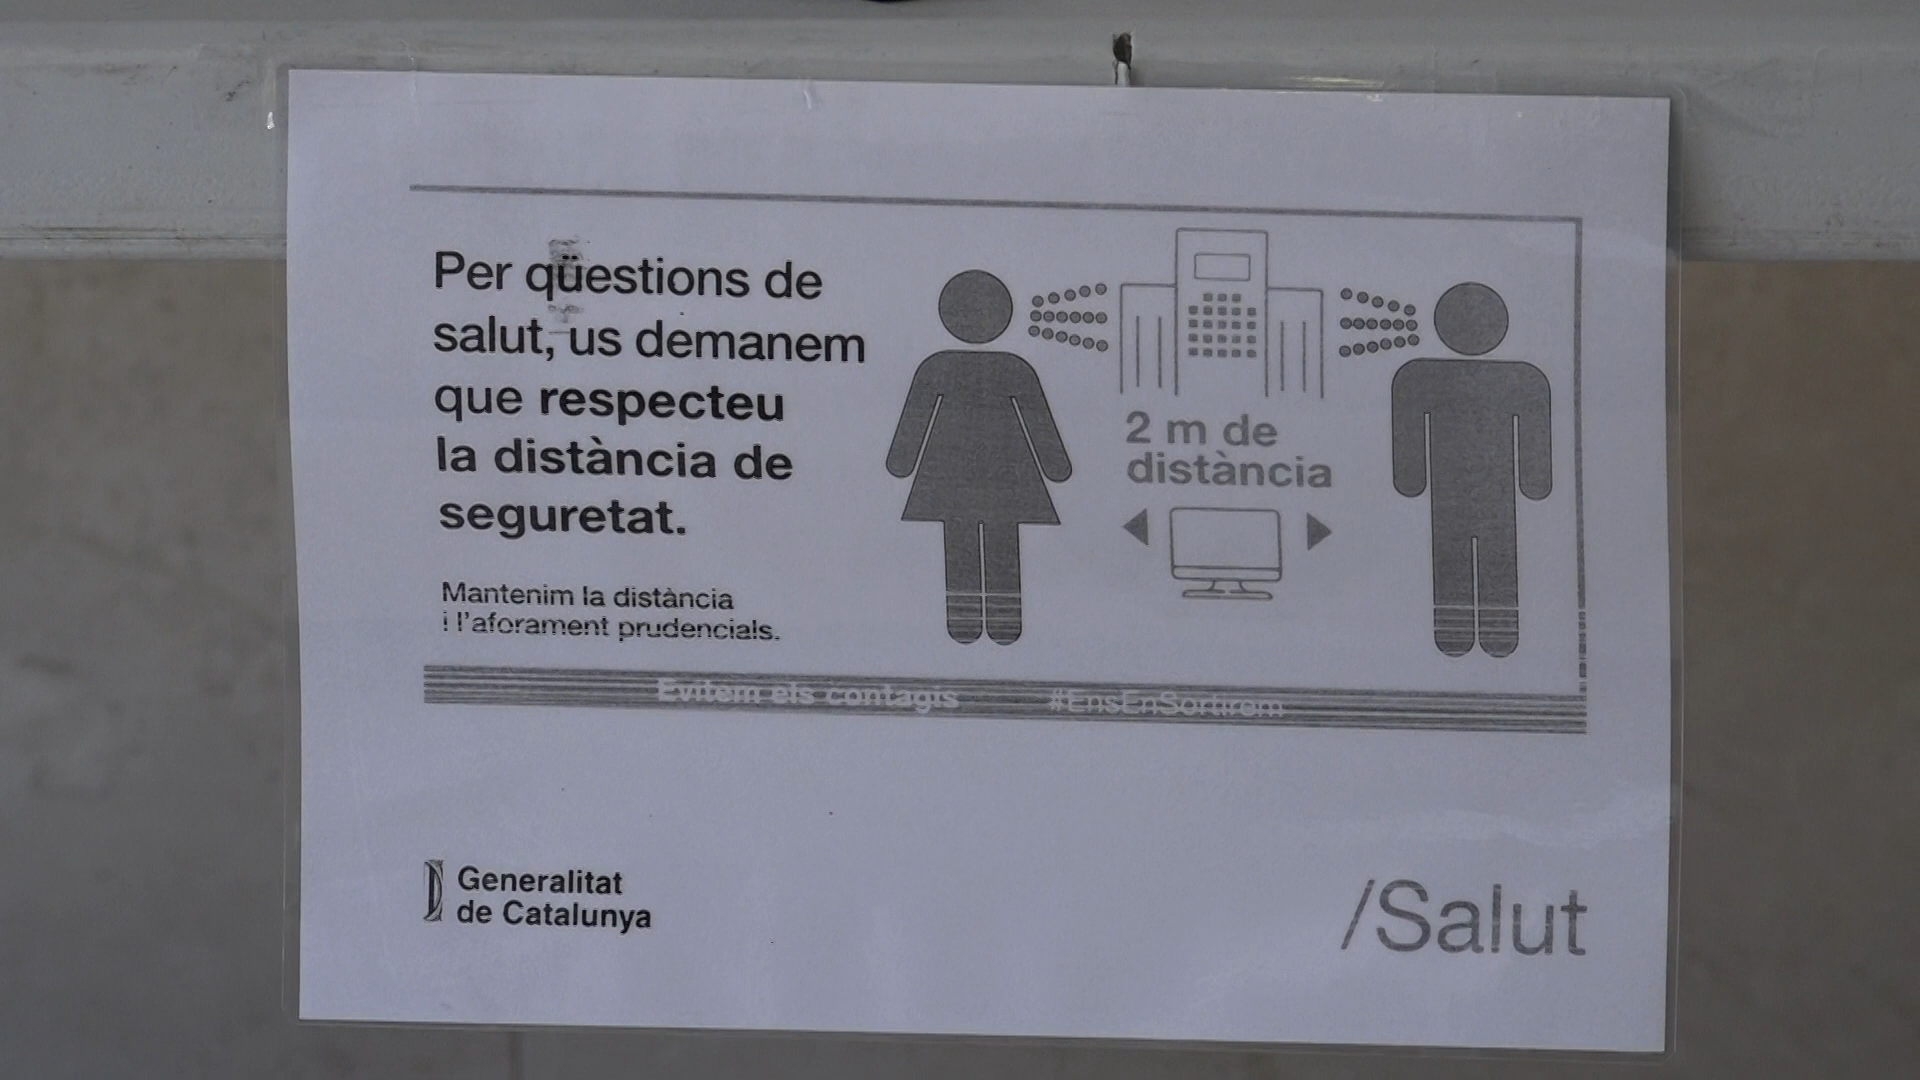 Per qüestions de
salut, us demanem
que respecteu
la distància de
seguretat.
Mantenim la distància
i l'aforament prudencials.
2 m de
distància
Evitem els contagis #EnsEnSortirem
Generalitat
de Catalunya
/Salut